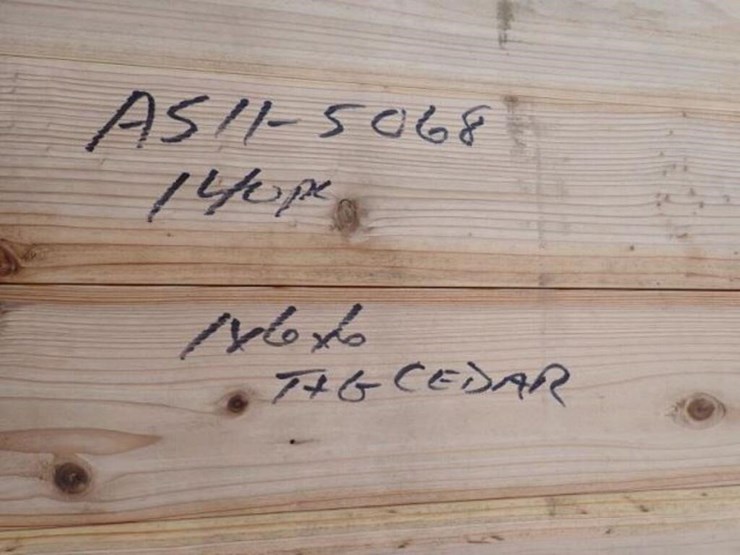 AS11-5068
140pc
1x6x6
T+G CEDAR